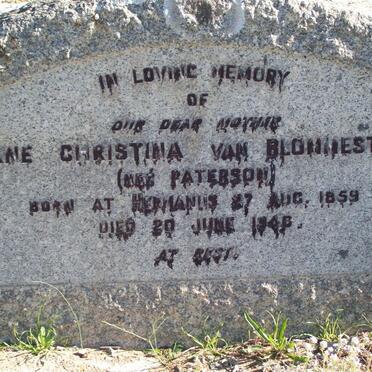 IN LOVING MEMORY
OF
OUR DEAR MOTHER
ANE CHRISTINA VAN BLOMMEST
(NEÉ PATERSON)
BORN AT HERMANUS 27 AUG. 1859
DIED 20 JUNE 1948.
AT REST.